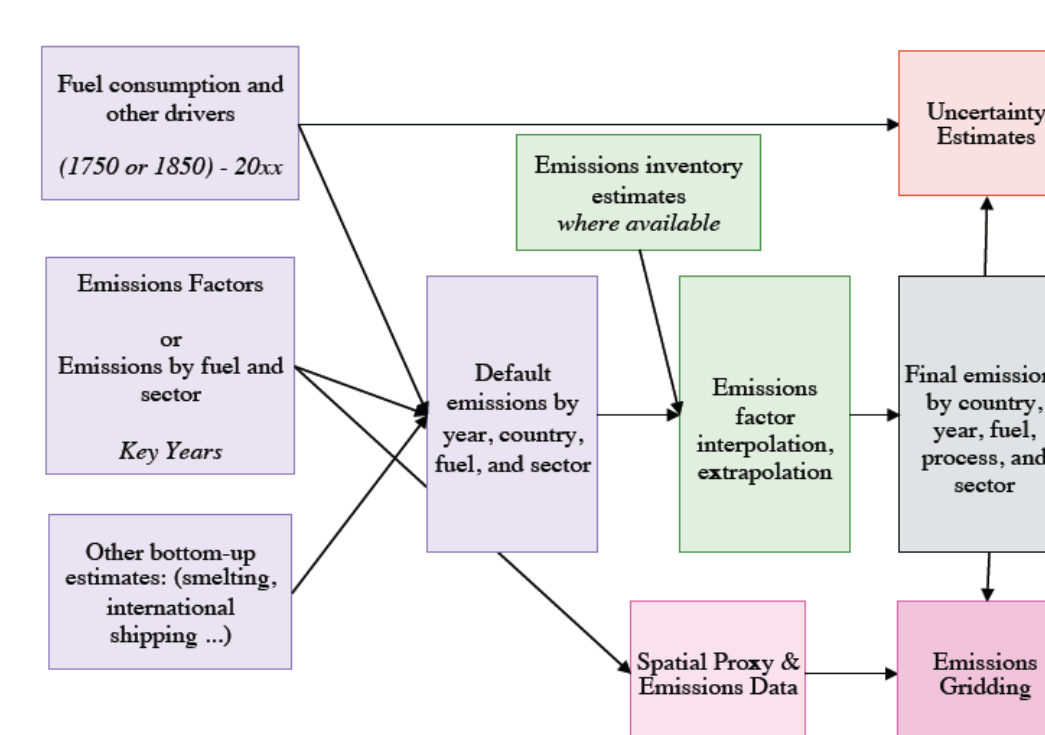 Fuel consumption and
other drivers
(1750 or 1850) - 20xx
Uncertainty
Estimates
Emissions inventory
estimates
where available
Emissions Factors
or
Emissions by fuel and
sector
Key Years
Default
emissions by
year, country,
fuel, and sector
Emissions
factor
interpolation,
extrapolation
Final emission
by country,
year, fuel,
process, and
sector
Other bottom-up
estimates: (smelting,
international
shipping ...)
Spatial Proxy &
Emissions Data
Emissions
Gridding